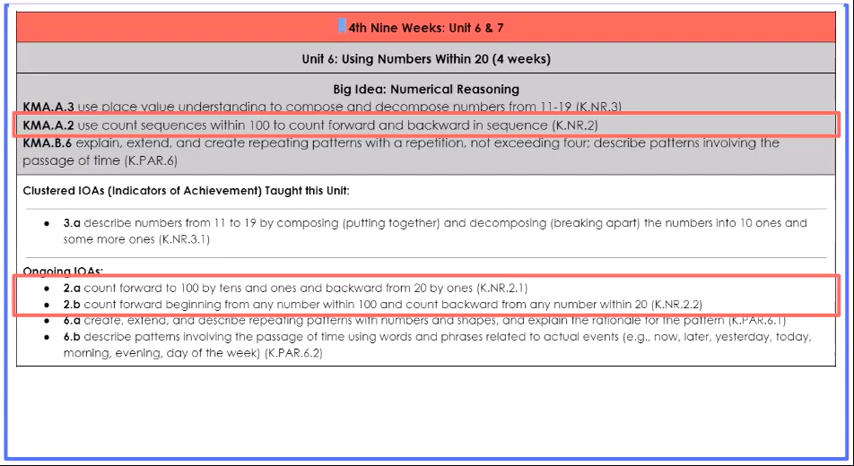 4th Nine Weeks: Unit 6 & 7
Unit 6: Using Numbers Within 20 (4 weeks)
Big Idea: Numerical Reasoning
KMA.A.3 use place value understanding to compose and decompose numbers from 11-19 (K.NR.3)
KMA.A.2 use count sequences within 100 to count forward and backward in sequence (K.NR.2)
KMA.B.6 explain, extend, and create repeating patterns with a repetition, not exceeding four; describe patterns involving the
passage of time (K.PAR.6)
Clustered IOAs (Indicators of Achievement) Taught this Unit:
• 3.a describe numbers from 11 to 19 by composing (putting together) and decomposing (breaking apart) the numbers into 10 ones and
some more ones (K.NR.3.1)
Ongoing IOAs:
• 2.a count forward to 100 by tens and ones and backward from 20 by ones (K.NR.2.1)
• 2.b count forward beginning from any number within 100 and count backward from any number within 20 (K.NR.2.2)
• 6.a create, extend, and describe repeating patterns with numbers and shapes, and explain the rationale for the pattern (K.PAR.6.1)
• 6.b describe patterns involving the passage of time using words and phrases related to actual events (e.g., now, later, yesterday, today,
morning, evening, day of the week) (K.PAR.6.2)